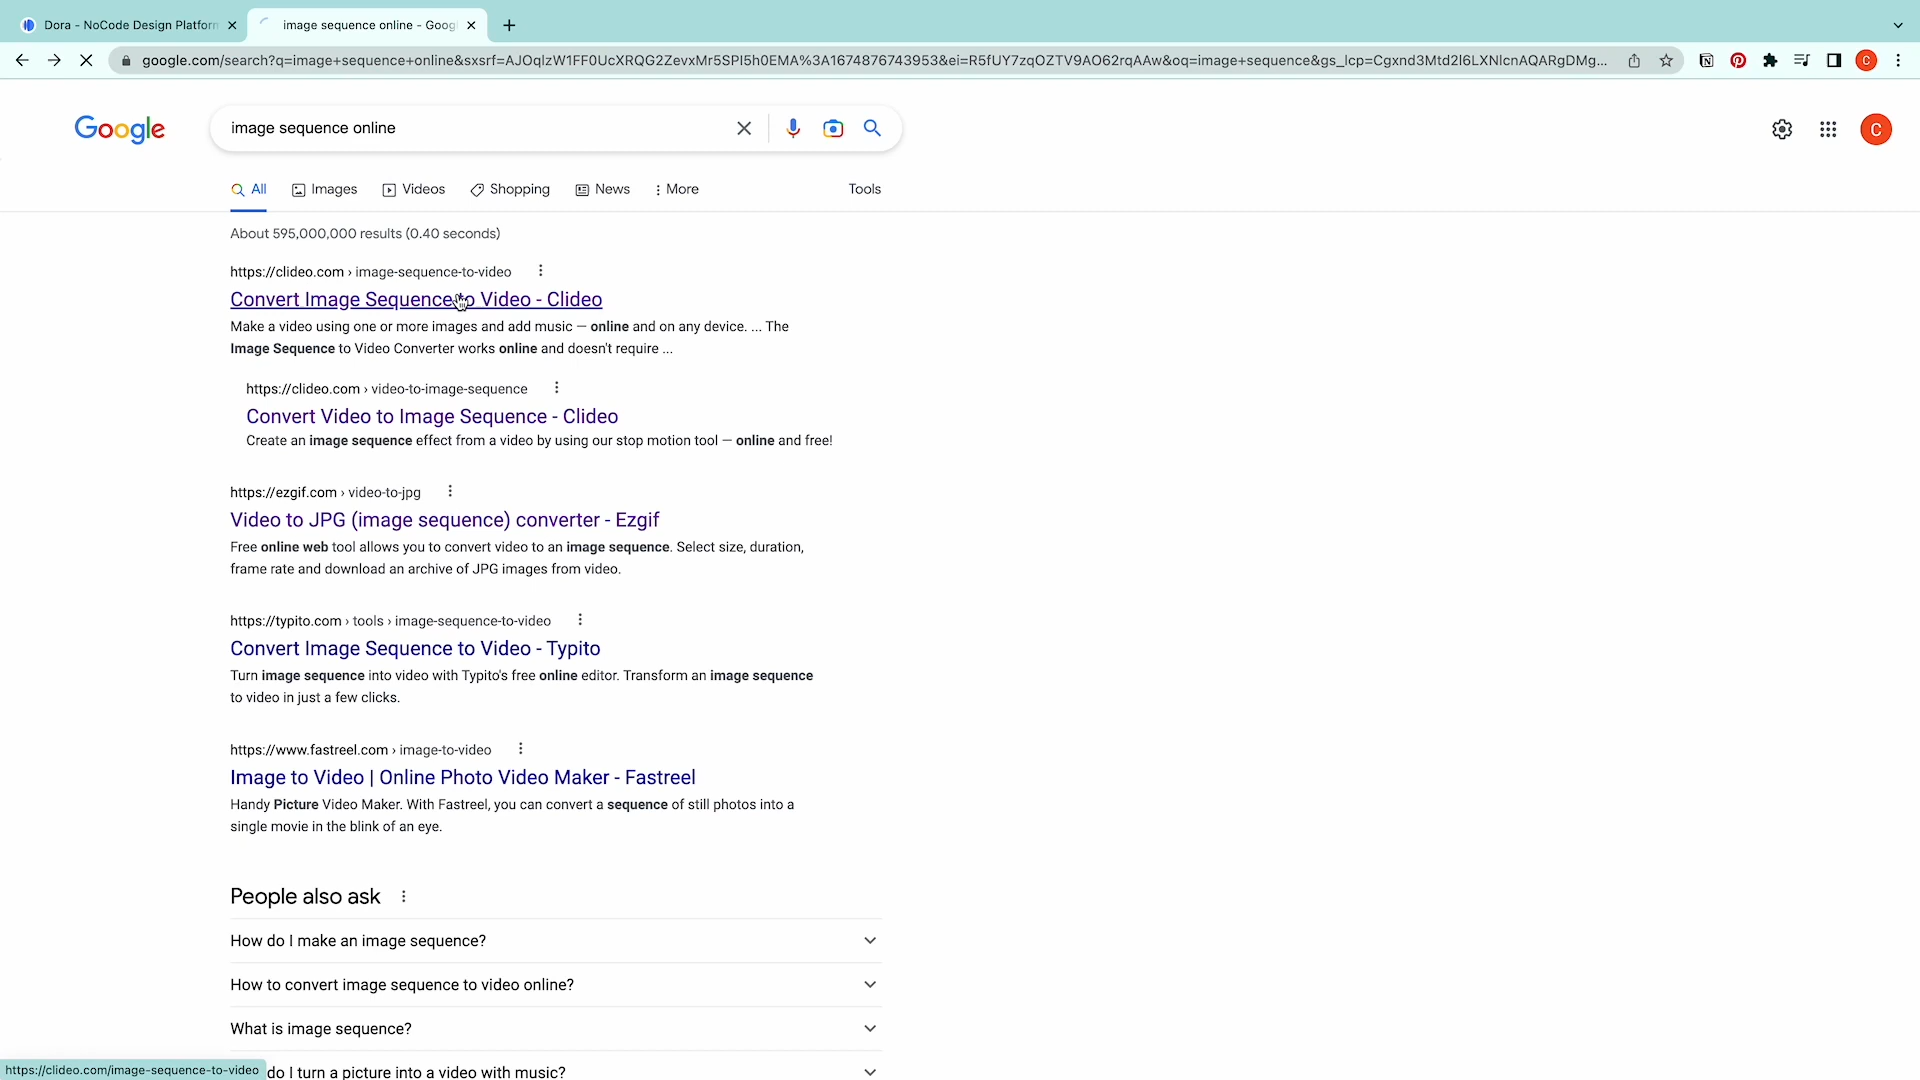 Dora - NoCode Design Platform
image sequence online - Goog
google.com/search?q=image+sequence+online&sxsrf=AJOqlzW1FF0UcXRQG2ZevxMr5SPI5h0EMA%3A1674876743953&ei=R5fUY7zqOZTV9AO62rqAAw&oq=image+sequence&gs_lcp=Cgxnd3Mtd2l6LXNlcnAQARgDMg...
C
Google
image sequence online
C
All
Images
Videos
Shopping
News
More
Tools
About 595,000,000 results (0.40 seconds)
https://clideo.com › image-sequence-to-video
Convert Image Sequence to Video - Clideo
Make a video using one or more images and add music — online and on any device. ... The
Image Sequence to Video Converter works online and doesn't require ...
https://clideo.com › video-to-image-sequence
Convert Video to Image Sequence - Clideo
Create an image sequence effect from a video by using our stop motion tool — online and free!
https://ezgif.com › video-to-jpg
Video to JPG (image sequence) converter - Ezgif
Free online web tool allows you to convert video to an image sequence. Select size, duration,
frame rate and download an archive of JPG images from video.
https://typito.com › tools › image-sequence-to-video
Convert Image Sequence to Video - Typito
Turn image sequence into video with Typito's free online editor. Transform an image sequence
to video in just a few clicks.
https://www.fastreel.com › image-to-video
Image to Video | Online Photo Video Maker - Fastreel
Handy Picture Video Maker. With Fastreel, you can convert a sequence of still photos into a
single movie in the blink of an eye.
People also ask
How do I make an image sequence?
How to convert image sequence to video online?
What is image sequence?
do I turn a picture into a video with music?
https://clideo.com/image-sequence-to-video